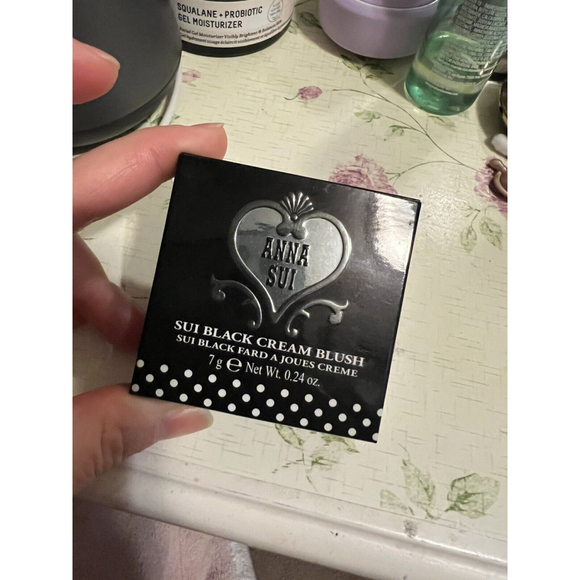 SQUALANE + PROBIOTIC
GEL MOISTURIZER
ANNA
SUI
SUI BLACK CREAM BLUSH
SUI BLACK FARD A JOUES CREME
7 g ℮ Net Wt. 0.24 oz.